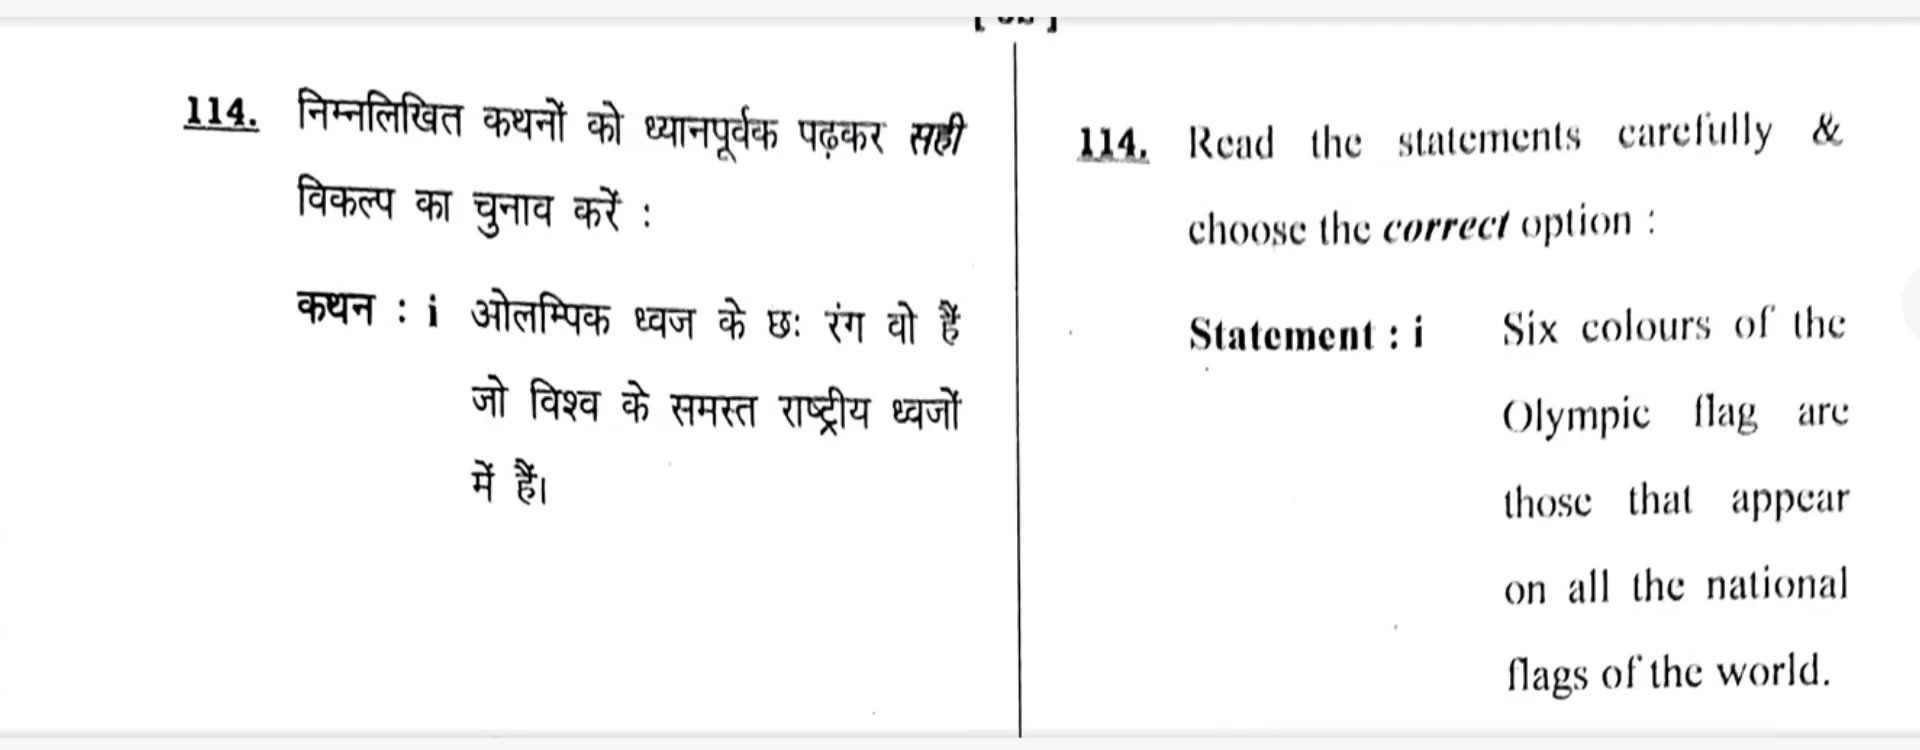 114. निम्नलिखित कथनों को ध्यानपूर्वक पढ़कर सही
विकल्प का चुनाव करें :
कथन : i ओलम्पिक ध्वज के छः रंग वो हैं
जो विश्व के समस्त राष्ट्रीय ध्वजों
में हैं।
114. Read the statements carefully &
choose the correct option :
Statement : i Six colours of the
Olympic flag are
those that appear
on all the national
flags of the world.